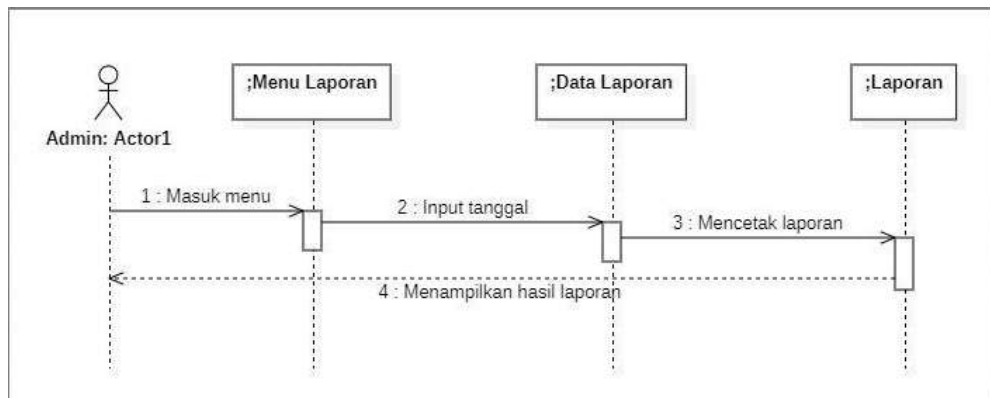 ;Menu Laporan
;Data Laporan
;Laporan
Admin: Actor1
1 : Masuk menu
2 : Input tanggal
3 : Mencetak laporan
4 : Menampilkan hasil laporan